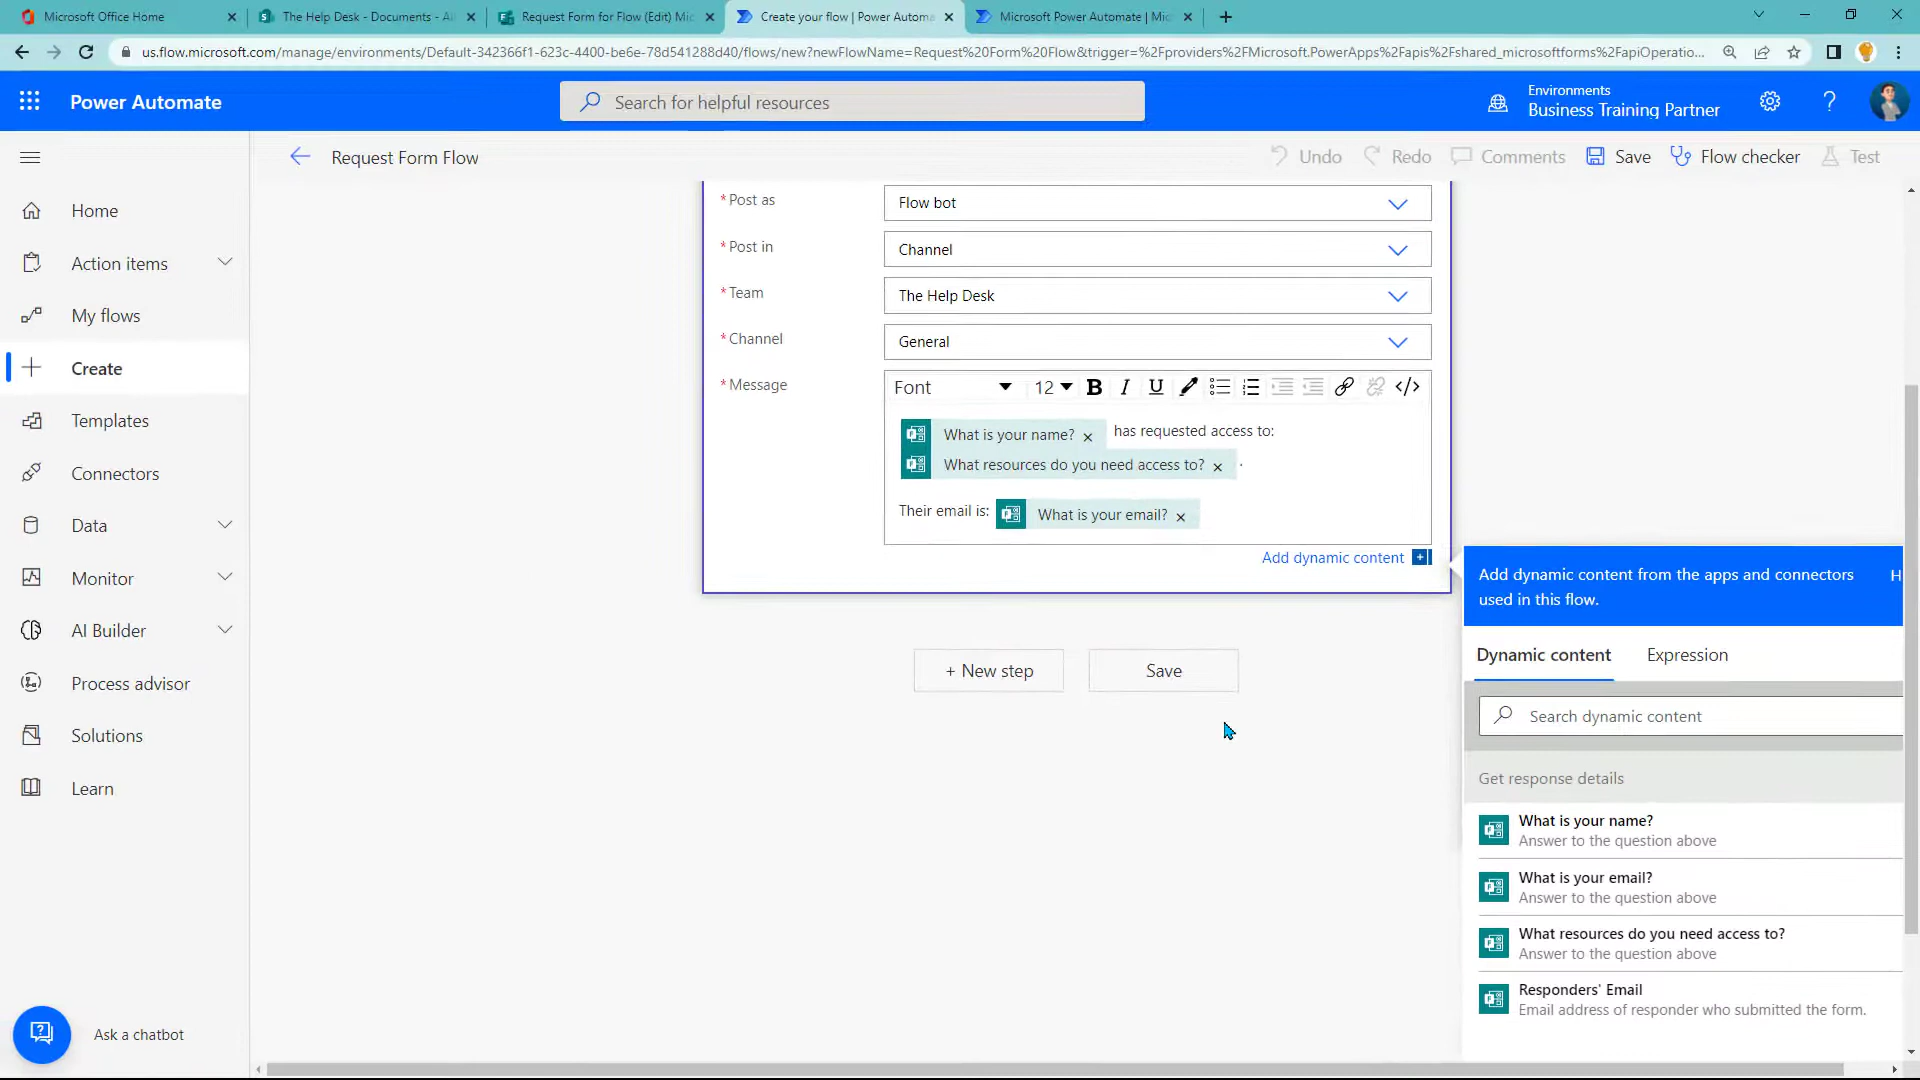 Microsoft Office Home
The Help Desk - Documents - Al
Request Form for Flow (Edit) Mic
Create your flow | Power Automa
Microsoft Power Automate | Mic
us.flow.microsoft.com/manage/environments/Default-342366f1-623c-4400-be6e-78d541288d40/flows/new?newFlowName=Request%20Form%20Flow&trigger=%2Fproviders%2FMicrosoft.PowerApps%2Fapis%2Fshared_microsoftforms%2FapiOperatio...
Power Automate
Search for helpful resources
Environments
Business Training Partner
Request Form Flow
Undo
Redo
Comments
Save
Flow checker
Test
Home
Action items
My flows
Create
Templates
Connectors
Data
Monitor
AI Builder
Process advisor
Solutions
Learn
Ask a chatbot
* Post as
Flow bot
* Post in
Channel
* Team
The Help Desk
* Channel
General
* Message
Font
12
B I U
</>
What is your name? × has requested access to:
What resources do you need access to? × .
Their email is: What is your email? ×
Add dynamic content +
+ New step
Save
Add dynamic content from the apps and connectors H
used in this flow.
Dynamic content
Expression
Search dynamic content
Get response details
What is your name?
Answer to the question above
What is your email?
Answer to the question above
What resources do you need access to?
Answer to the question above
Responders' Email
Email address of responder who submitted the form.